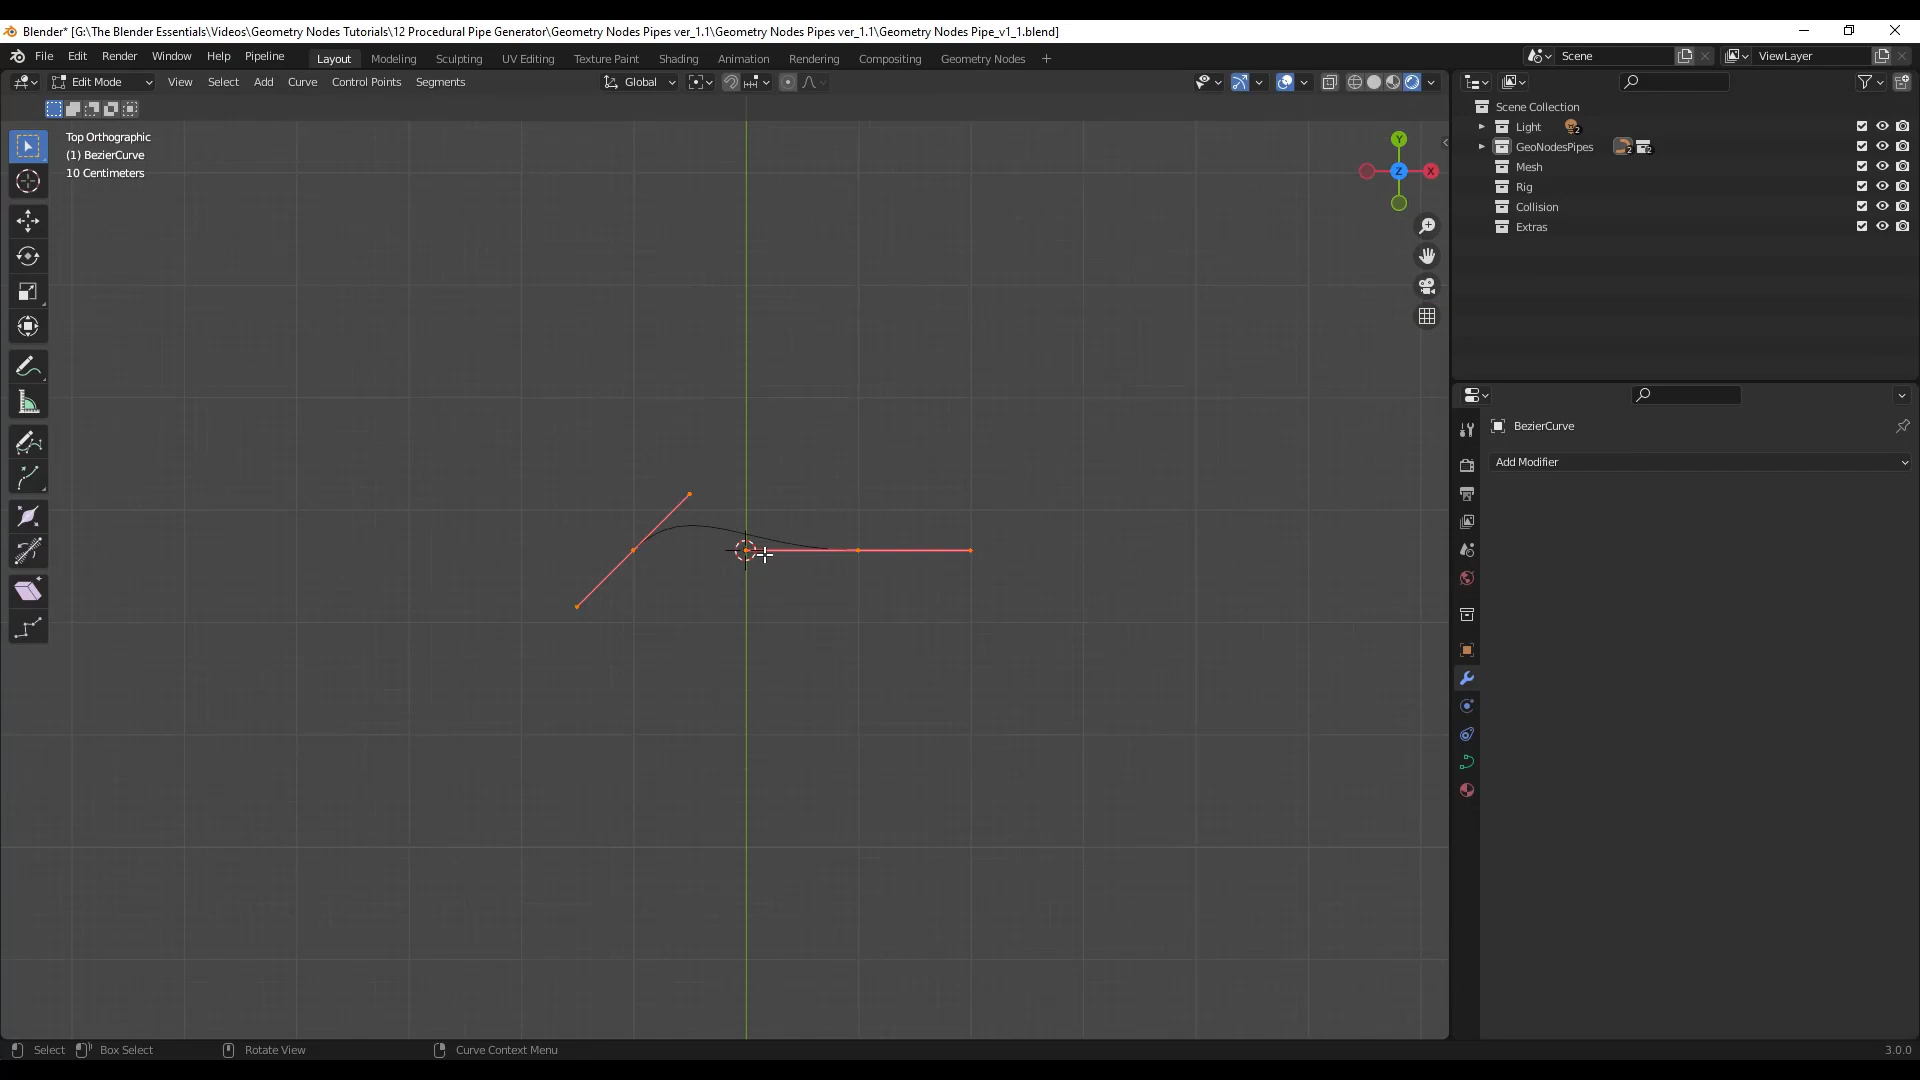 Blender* [G:\The Blender Essentials\Videos\Geometry Nodes Tutorials\12 Procedural Pipe Generator\Geometry Nodes Pipes ver_1.1\Geometry Nodes Pipes ver_1.1\Geometry Nodes Pipe_v1_1.blend]
File Edit Render Window Help Pipeline Layout Modeling Sculpting UV Editing Texture Paint Shading Animation Rendering Compositing Geometry Nodes + Scene ViewLayer
Edit Mode View Select Add Curve Control Points Segments Global
Top Orthographic
(1) BezierCurve
10 Centimeters
Y
Z X
Scene Collection
Light 2
GeoNodesPipes 2 2
Mesh
Rig
Collision
Extras
BezierCurve
Add Modifier
Select Box Select Rotate View Curve Context Menu 3.0.0